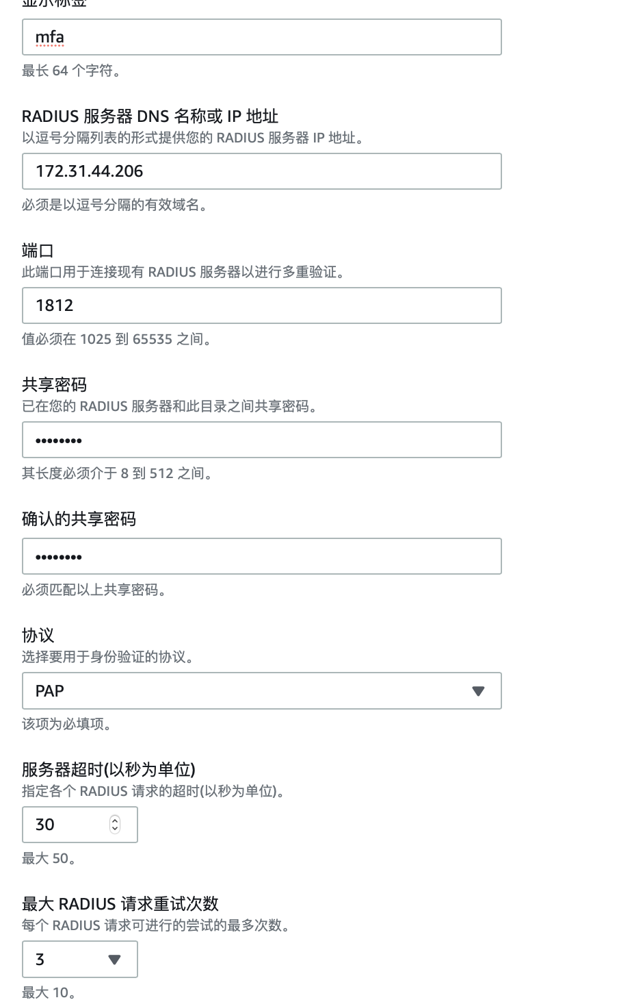 显示标签
mfa
最长 64 个字符。
RADIUS 服务器 DNS 名称或 IP 地址
以逗号分隔列表的形式提供您的 RADIUS 服务器 IP 地址。
172.31.44.206
必须是以逗号分隔的有效域名。
端口
此端口用于连接现有 RADIUS 服务器以进行多重验证。
1812
值必须在 1025 到 65535 之间。
共享密码
已在您的 RADIUS 服务器和此目录之间共享密码。
••••••••
其长度必须介于 8 到 512 之间。
确认的共享密码
••••••••
必须匹配以上共享密码。
协议
选择要用于身份验证的协议。
PAP
该项为必填项。
服务器超时(以秒为单位)
指定各个 RADIUS 请求的超时(以秒为单位)。
30
最大 50。
最大 RADIUS 请求重试次数
每个 RADIUS 请求可进行的尝试的最多次数。
3
最大 10。